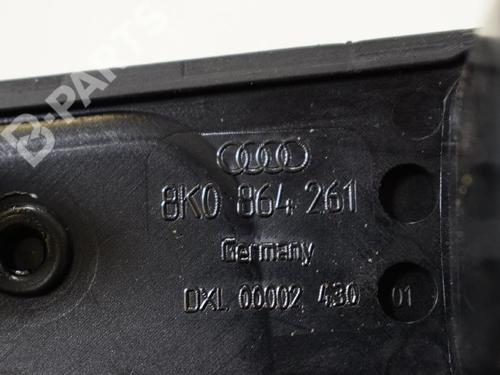 B-PARTS
8K0 864 261
Germany
DXL 00002 430
01